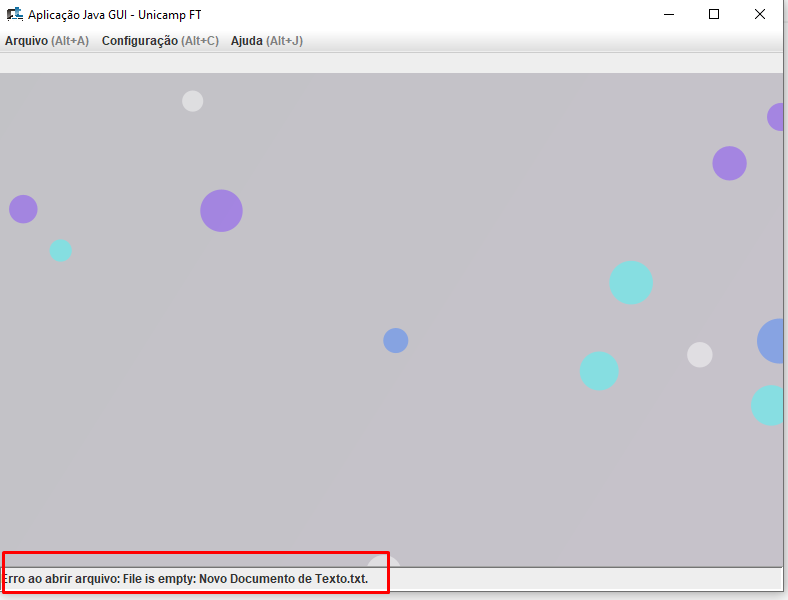 Aplicação Java GUI - Unicamp FT
Arquivo (Alt+A) Configuração (Alt+C) Ajuda (Alt+J)
Erro ao abrir arquivo: File is empty: Novo Documento de Texto.txt.